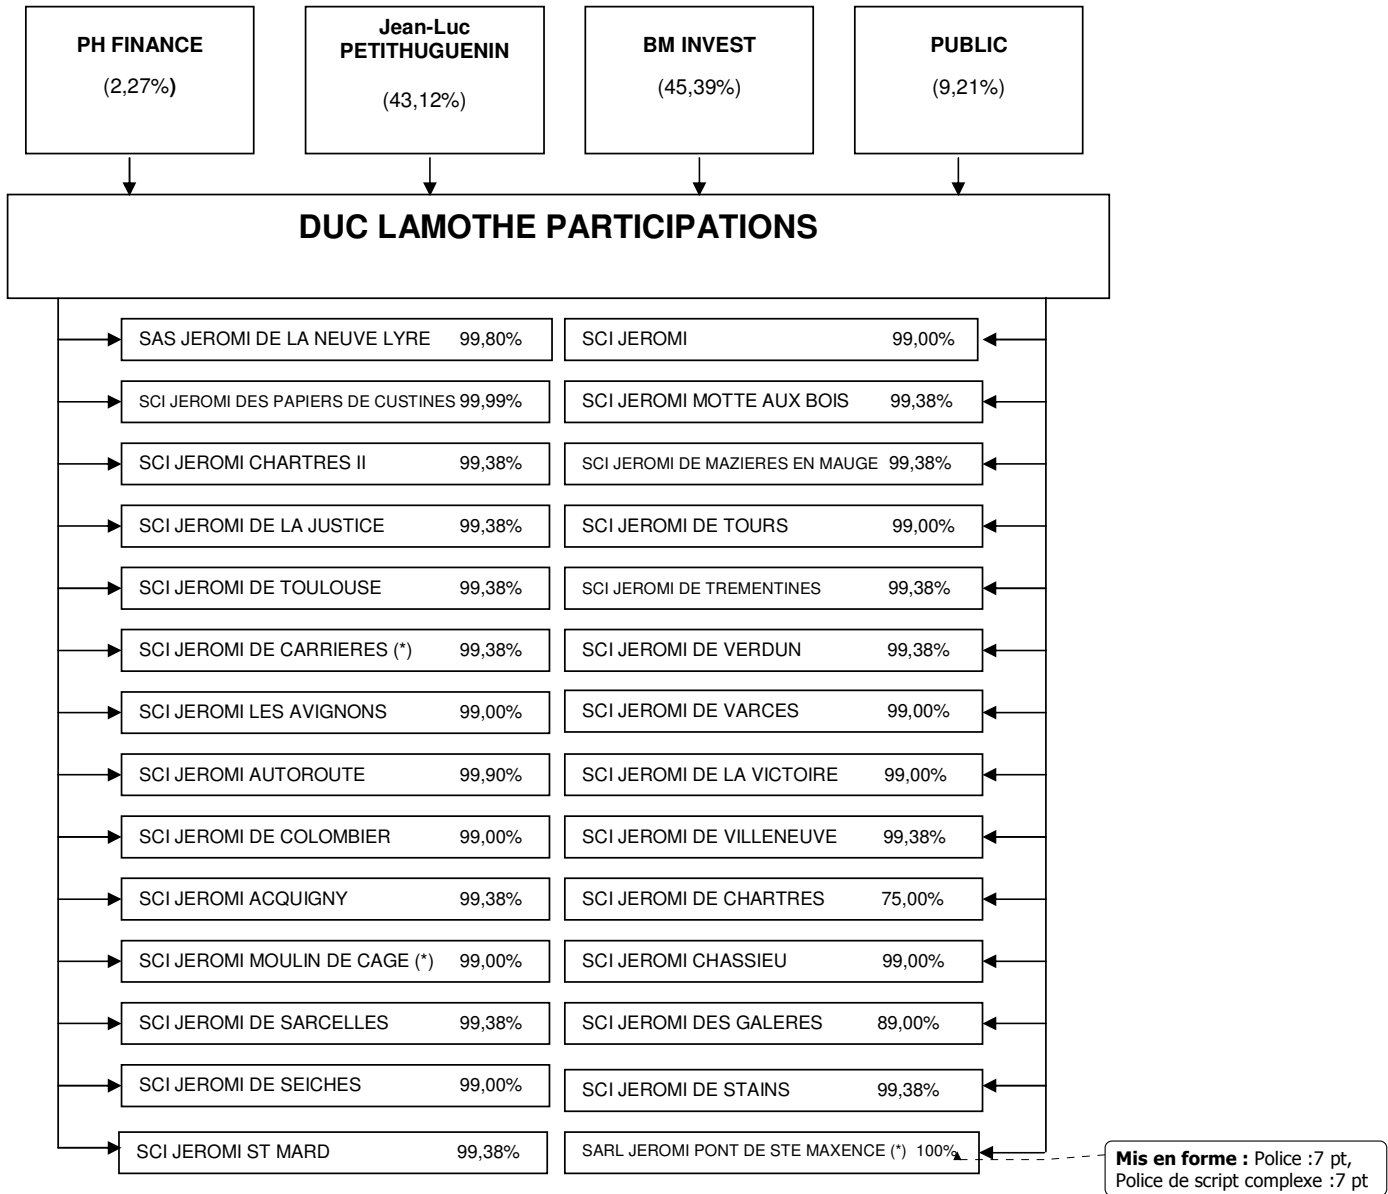 PH FINANCE
(2,27%)
Jean-Luc
PETITHUGUENIN
(43,12%)
BM INVEST
(45,39%)
PUBLIC
(9,21%)
DUC LAMOTHE PARTICIPATIONS
SAS JEROMI DE LA NEUVE LYRE 99,80%
SCI JEROMI 99,00%
SCI JEROMI DES PAPIERS DE CUSTINES 99,99%
SCI JEROMI MOTTE AUX BOIS 99,38%
SCI JEROMI CHARTRES II 99,38%
SCI JEROMI DE MAZIERES EN MAUGE 99,38%
SCI JEROMI DE LA JUSTICE 99,38%
SCI JEROMI DE TOURS 99,00%
SCI JEROMI DE TOULOUSE 99,38%
SCI JEROMI DE TREMENTINES 99,38%
SCI JEROMI DE CARRIERES (*) 99,38%
SCI JEROMI DE VERDUN 99,38%
SCI JEROMI LES AVIGNONS 99,00%
SCI JEROMI DE VARCES 99,00%
SCI JEROMI AUTOROUTE 99,90%
SCI JEROMI DE LA VICTOIRE 99,00%
SCI JEROMI DE COLOMBIER 99,00%
SCI JEROMI DE VILLENEUVE 99,38%
SCI JEROMI ACQUIGNY 99,38%
SCI JEROMI DE CHARTRES 75,00%
SCI JEROMI MOULIN DE CAGE (*) 99,00%
SCI JEROMI CHASSIEU 99,00%
SCI JEROMI DE SARCELLES 99,38%
SCI JEROMI DES GALERES 89,00%
SCI JEROMI DE SEICHES 99,00%
SCI JEROMI DE STAINS 99,38%
SCI JEROMI ST MARD 99,38%
SARL JEROMI PONT DE STE MAXENCE (*) 100%
Mis en forme : Police :7 pt,
Police de script complexe :7 pt